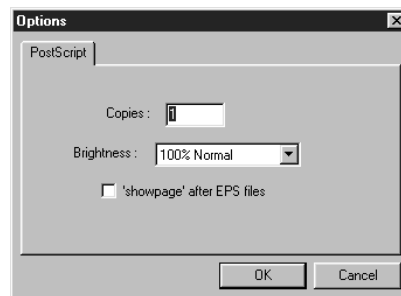 Options
PostScript
Copies : 1
Brightness : 100% Normal
'showpage' after EPS files
OK Cancel